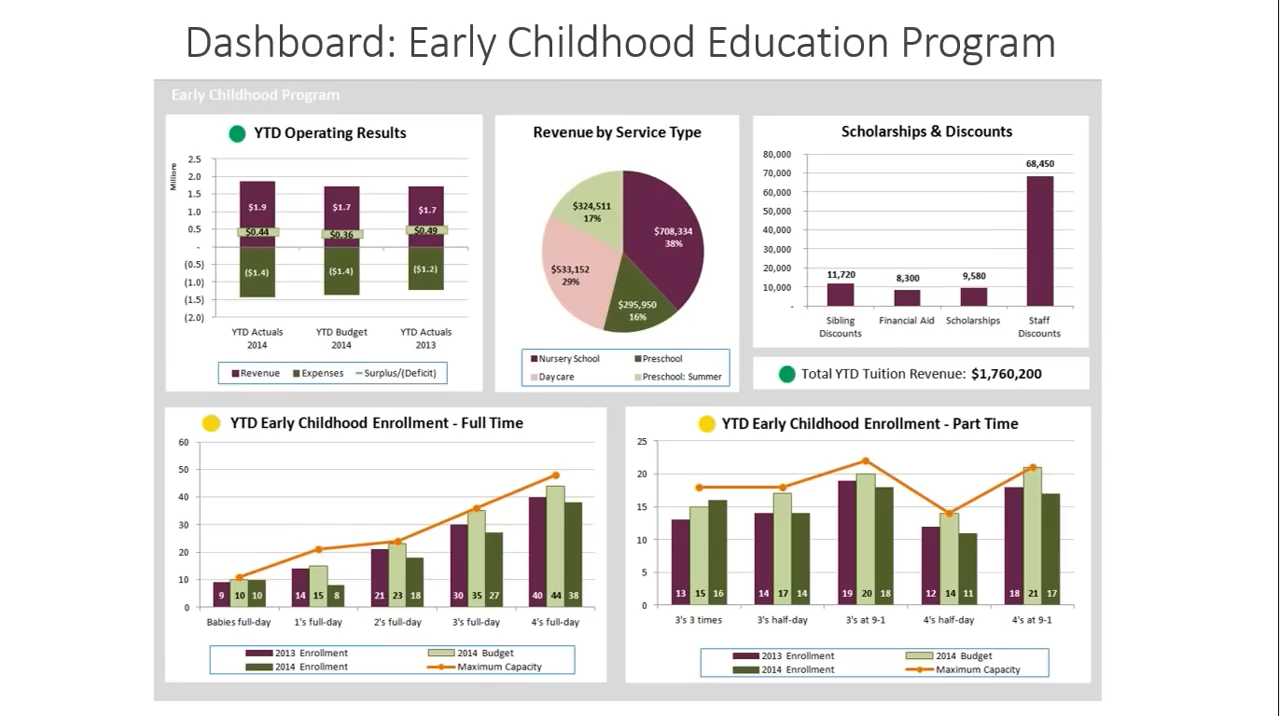 Dashboard: Early Childhood Education Program
Early Childhood Program
YTD Operating Results
Millions
2.5
2.0
1.5
1.0
0.5
-
(0.5)
(1.0)
(1.5)
(2.0)
$1.9
$1.7
$1.7
$0.44
$0.36
$0.49
($1.4)
($1.4)
($1.2)
YTD Actuals
2014
YTD Budget
2014
YTD Actuals
2013
Revenue
Expenses
Surplus/(Deficit)
Revenue by Service Type
$324,511
17%
$708,334
38%
$533,152
29%
$295,950
16%
Nursery School
Preschool
Day care
Preschool: Summer
Scholarships & Discounts
80,000
70,000
60,000
50,000
40,000
30,000
20,000
10,000
-
11,720
8,300
9,580
68,450
Sibling
Discounts
Financial Aid
Scholarships
Staff
Discounts
Total YTD Tuition Revenue: $1,760,200
YTD Early Childhood Enrollment - Full Time
60
50
40
30
20
10
0
9 10 10
14 15 8
21 23 18
30 35 27
40 44 38
Babies full-day
1's full-day
2's full-day
3's full-day
4's full-day
2013 Enrollment
2014 Budget
2014 Enrollment
Maximum Capacity
YTD Early Childhood Enrollment - Part Time
25
20
15
10
5
0
13 15 16
14 17 14
19 20 18
12 14 11
18 21 17
3's 3 times
3's half-day
3's at 9-1
4's half-day
4's at 9-1
2013 Enrollment
2014 Budget
2014 Enrollment
Maximum Capacity